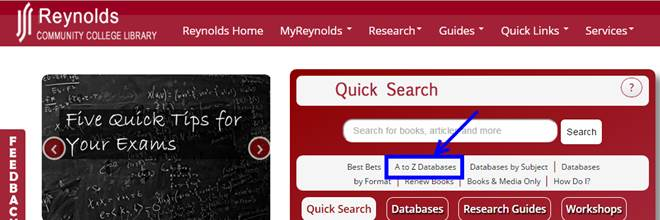 Reynolds
COMMUNITY COLLEGE LIBRARY
Reynolds Home MyReynolds Research Guides Quick Links Services
Quick Search
?
Search for books, articles and more
Search
Best Bets | A to Z Databases | Databases by Subject | Databases
by Format | Renew Books | Books & Media Only | How Do I?
Quick Search Databases Research Guides Workshops
Five Quick Tips for
Your Exams
FEEDBAC